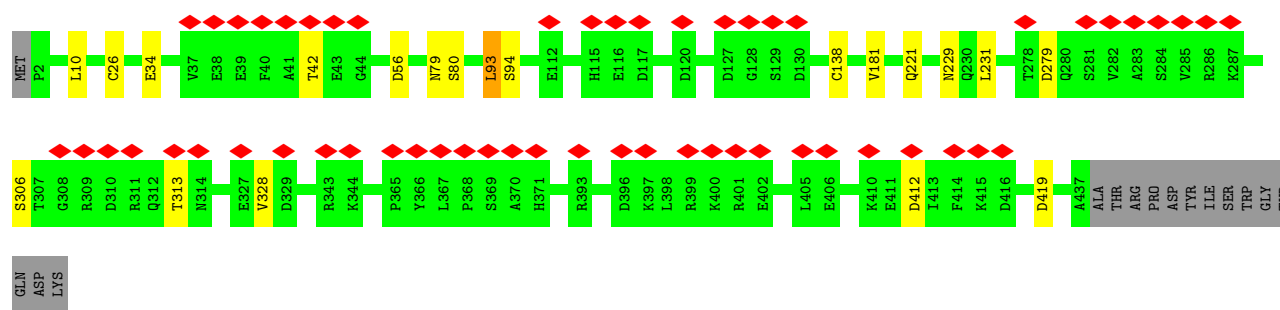 MET P2 L10 C26 E34 V37 E38 E39 F40 A41 T42 E43 G44 D56 N79 S80 L93 S94 E112 H115 E116 D117 D120 D127 G128 S129 D130 C138 V181 Q221 N229 Q230 L231 T278 D279 Q280 S281 V282 A283 S284 V285 R286 K287
S306 T307 G308 R309 D310 R311 Q312 T313 N314 E327 V328 D329 R343 K344 P365 Y366 L367 P368 S369 A370 H371 R393 D396 K397 L398 R399 K400 R401 E402 L405 E406 K410 E411 D412 I413 F414 K415 D416 D419 A437 ALA THR ARG PRO ASP TYR ILE SER TRP GLY
GLN ASP LYS